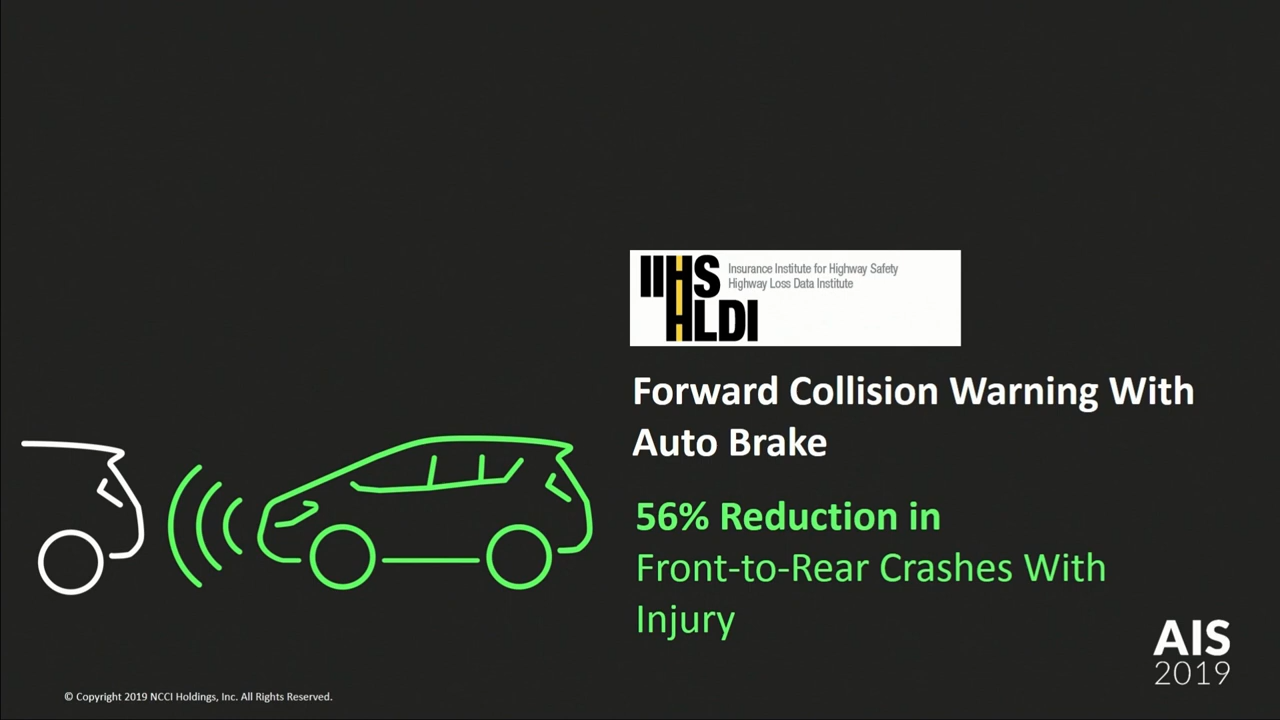 IIHS
HLDI
Insurance Institute for Highway Safety
Highway Loss Data Institute
Forward Collision Warning With
Auto Brake
56% Reduction in
Front-to-Rear Crashes With
Injury
AIS
2019
© Copyright 2019 NCCI Holdings, Inc. All Rights Reserved.